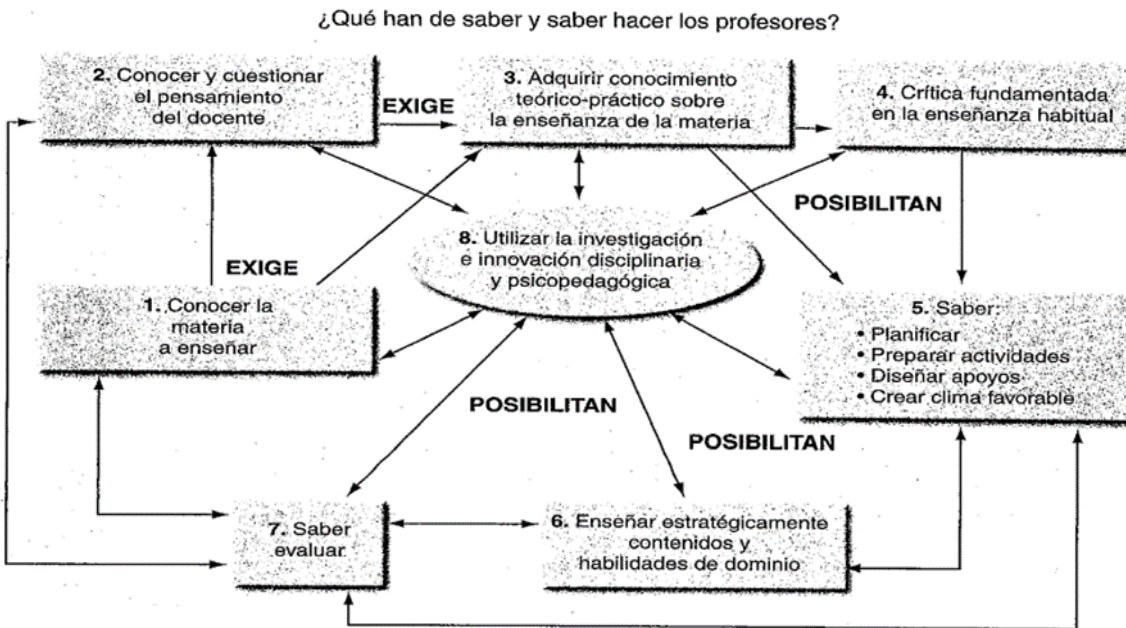 ¿Qué han de saber y saber hacer los profesores?
2. Conocer y cuestionar
el pensamiento
del docente
EXIGE
3. Adquirir conocimiento
teórico-práctico sobre
la enseñanza de la materia
4. Crítica fundamentada
en la enseñanza habitual
POSIBILITAN
8. Utilizar la investigación
e innovación disciplinaria
y psicopedagógica
EXIGE
1. Conocer la
materia
a enseñar
5. Saber:
• Planificar
• Preparar actividades
• Diseñar apoyos
• Crear clima favorable
POSIBILITAN
POSIBILITAN
7. Saber
evaluar
6. Enseñar estratégicamente
contenidos y
habilidades de dominio